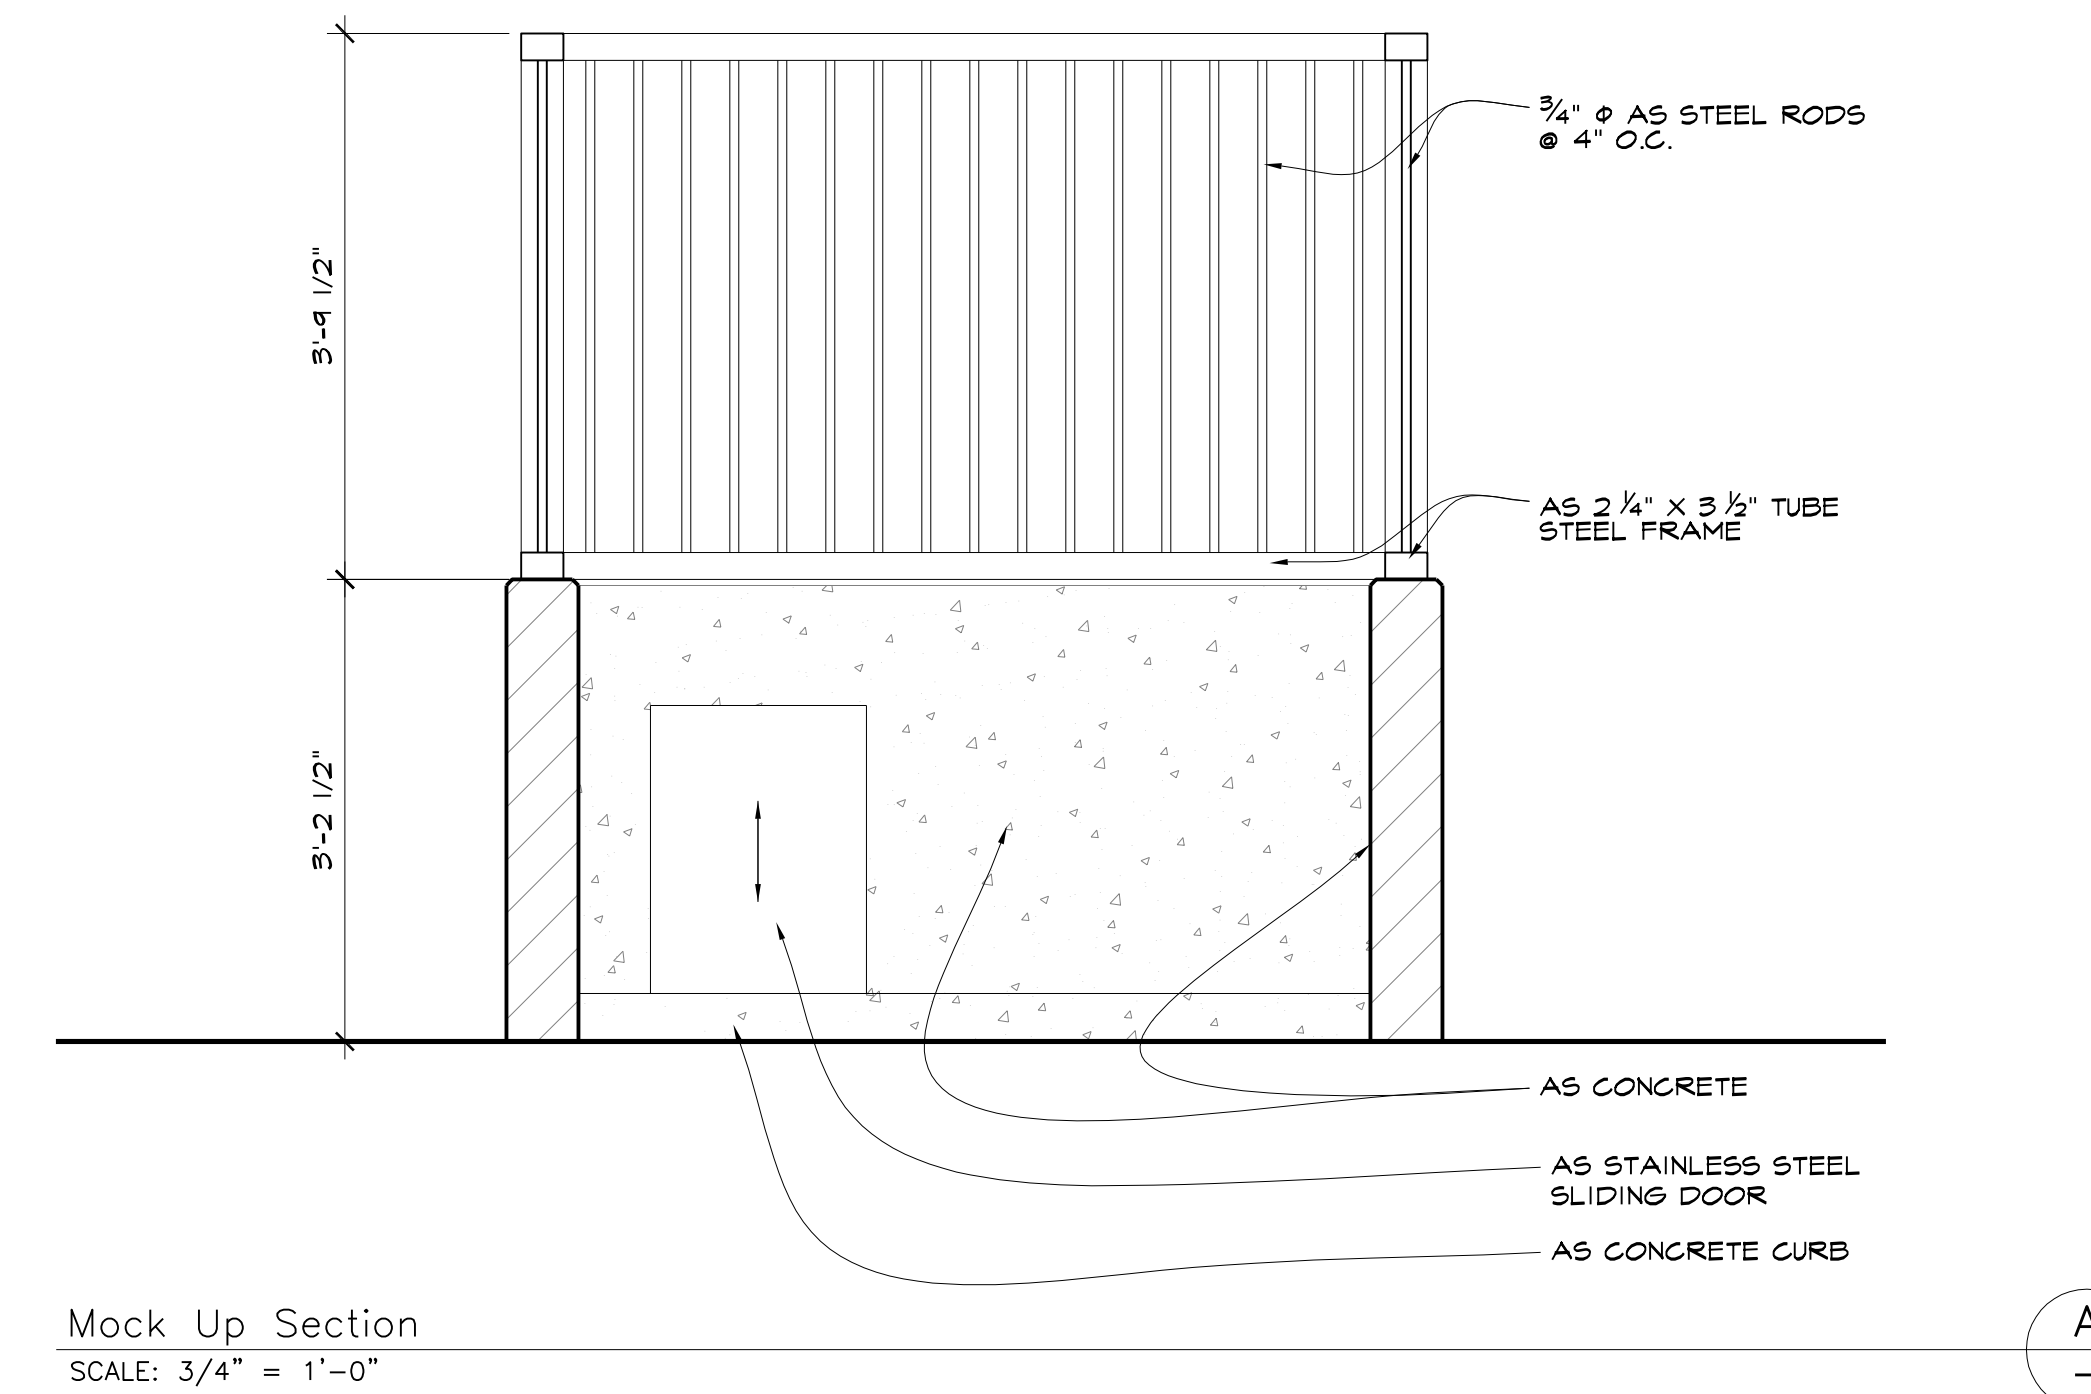 3/4" Φ AS STEEL RODS
@ 4" O.C.
3'-9 1/2"
AS 2 1/4" X 3 1/2" TUBE
STEEL FRAME
3'-2 1/2"
AS CONCRETE
AS STAINLESS STEEL
SLIDING DOOR
AS CONCRETE CURB
Mock Up Section
SCALE: 3/4" = 1'-0"